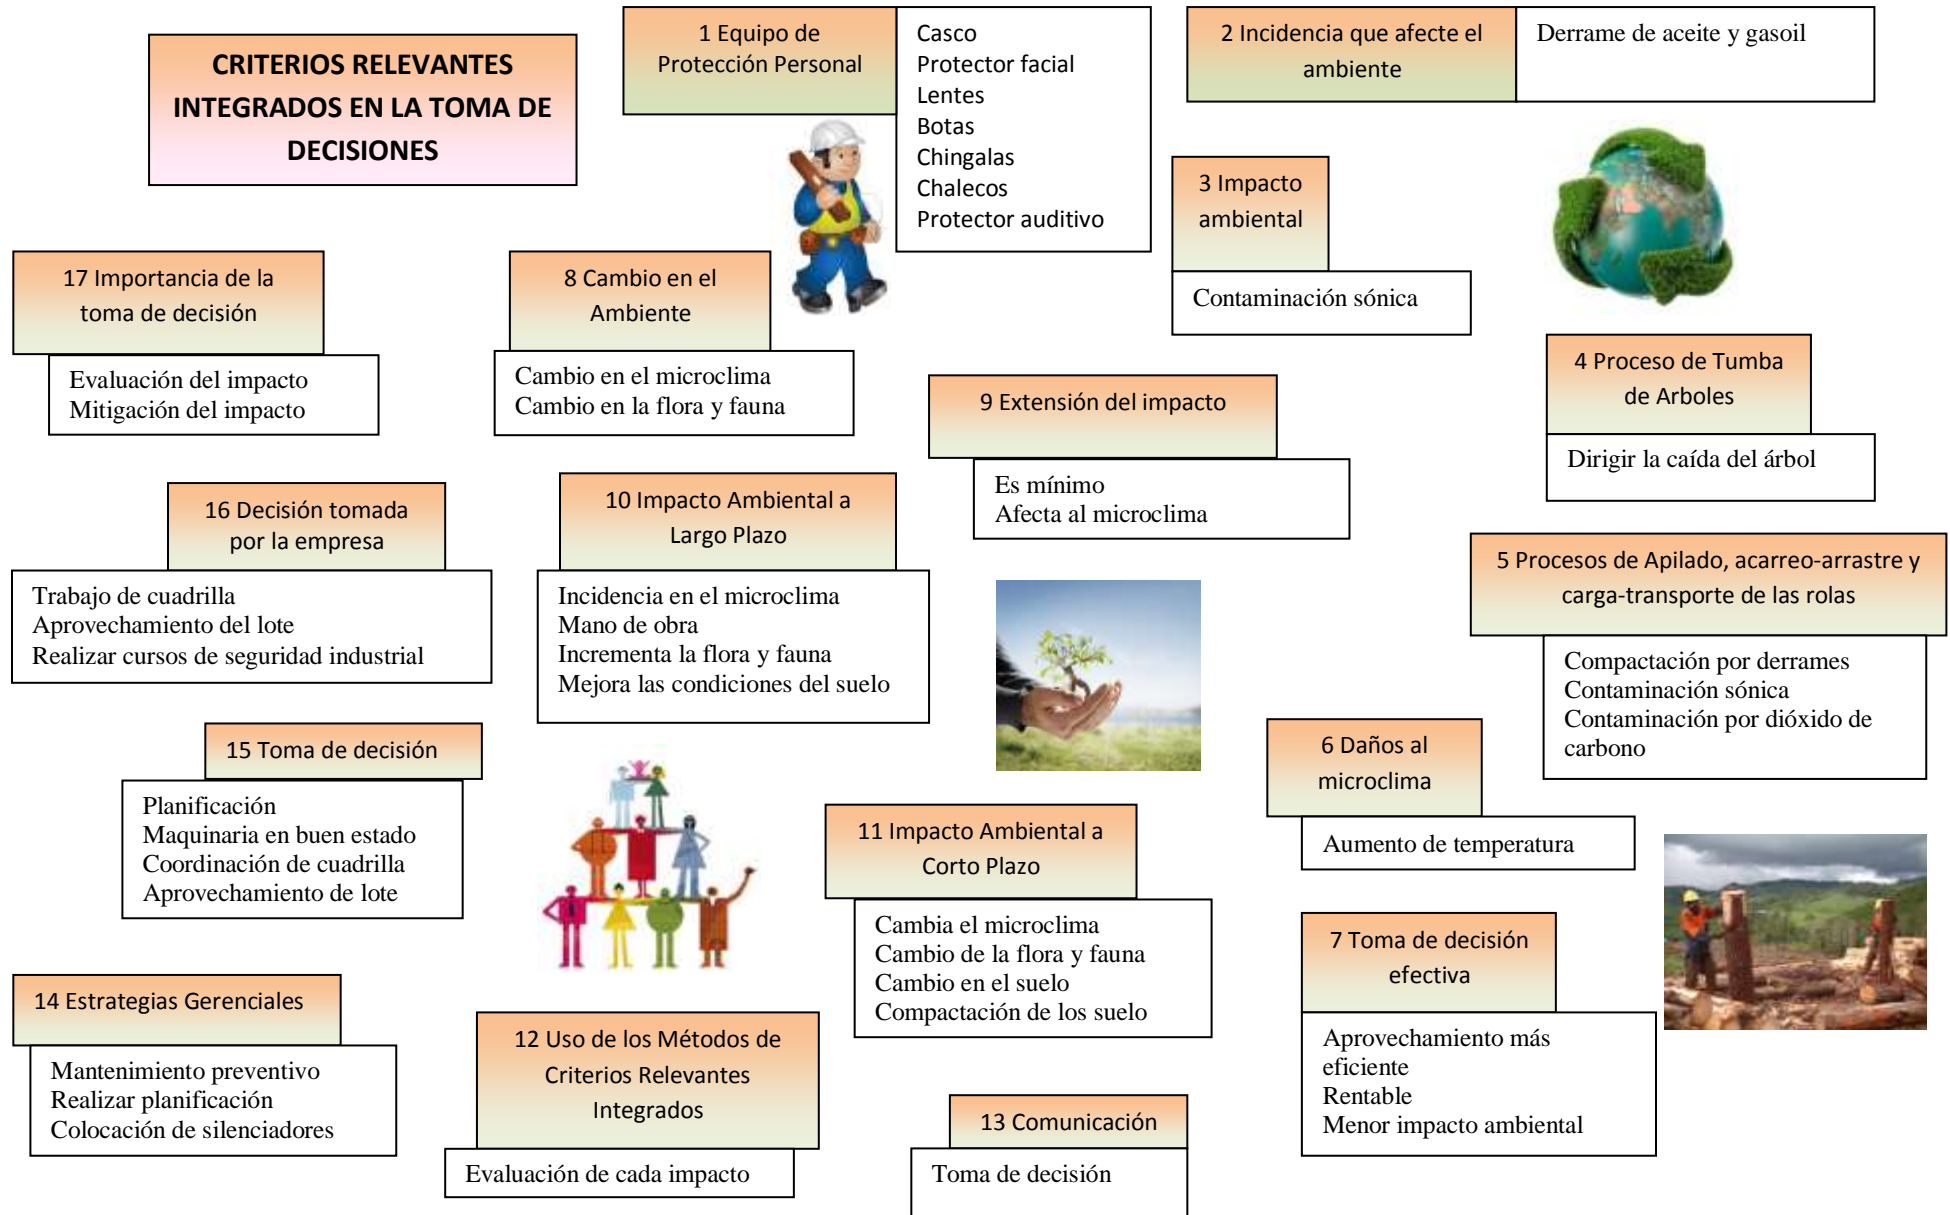 CRITERIOS RELEVANTES
INTEGRADOS EN LA TOMA DE
DECISIONES
1 Equipo de
Protección Personal
Casco
Protector facial
Lentes
Botas
Chingalas
Chalecos
Protector auditivo
2 Incidencia que afecte el
ambiente
Derrame de aceite y gasoil
3 Impacto
ambiental
Contaminación sónica
4 Proceso de Tumba
de Arboles
Dirigir la caída del árbol
5 Procesos de Apilado, acarreo-arrastre y
carga-transporte de las rolas
Compactación por derrames
Contaminación sónica
Contaminación por dióxido de
carbono
6 Daños al
microclima
Aumento de temperatura
7 Toma de decisión
efectiva
Aprovechamiento más
eficiente
Rentable
Menor impacto ambiental
8 Cambio en el
Ambiente
Cambio en el microclima
Cambio en la flora y fauna
9 Extensión del impacto
Es mínimo
Afecta al microclima
10 Impacto Ambiental a
Largo Plazo
Incidencia en el microclima
Mano de obra
Incrementa la flora y fauna
Mejora las condiciones del suelo
11 Impacto Ambiental a
Corto Plazo
Cambia el microclima
Cambio de la flora y fauna
Cambio en el suelo
Compactación de los suelo
12 Uso de los Métodos de
Criterios Relevantes
Integrados
Evaluación de cada impacto
13 Comunicación
Toma de decisión
14 Estrategias Gerenciales
Mantenimiento preventivo
Realizar planificación
Colocación de silenciadores
15 Toma de decisión
Planificación
Maquinaria en buen estado
Coordinación de cuadrilla
Aprovechamiento de lote
16 Decisión tomada
por la empresa
Trabajo de cuadrilla
Aprovechamiento del lote
Realizar cursos de seguridad industrial
17 Importancia de la
toma de decisión
Evaluación del impacto
Mitigación del impacto